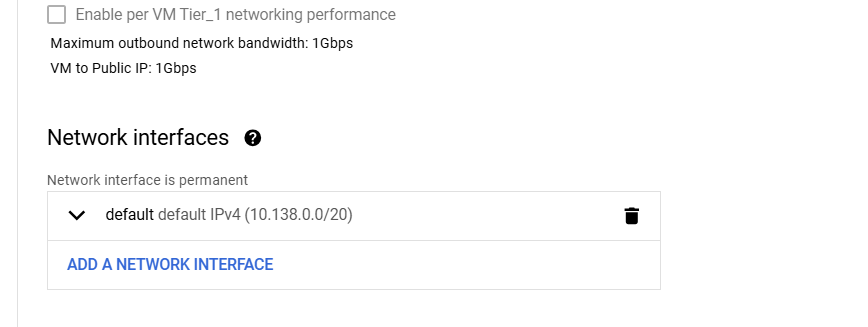 Enable per VM Tier_1 networking performance
Maximum outbound network bandwidth: 1Gbps
VM to Public IP: 1Gbps
Network interfaces
Network interface is permanent
default default IPv4 (10.138.0.0/20)
ADD A NETWORK INTERFACE